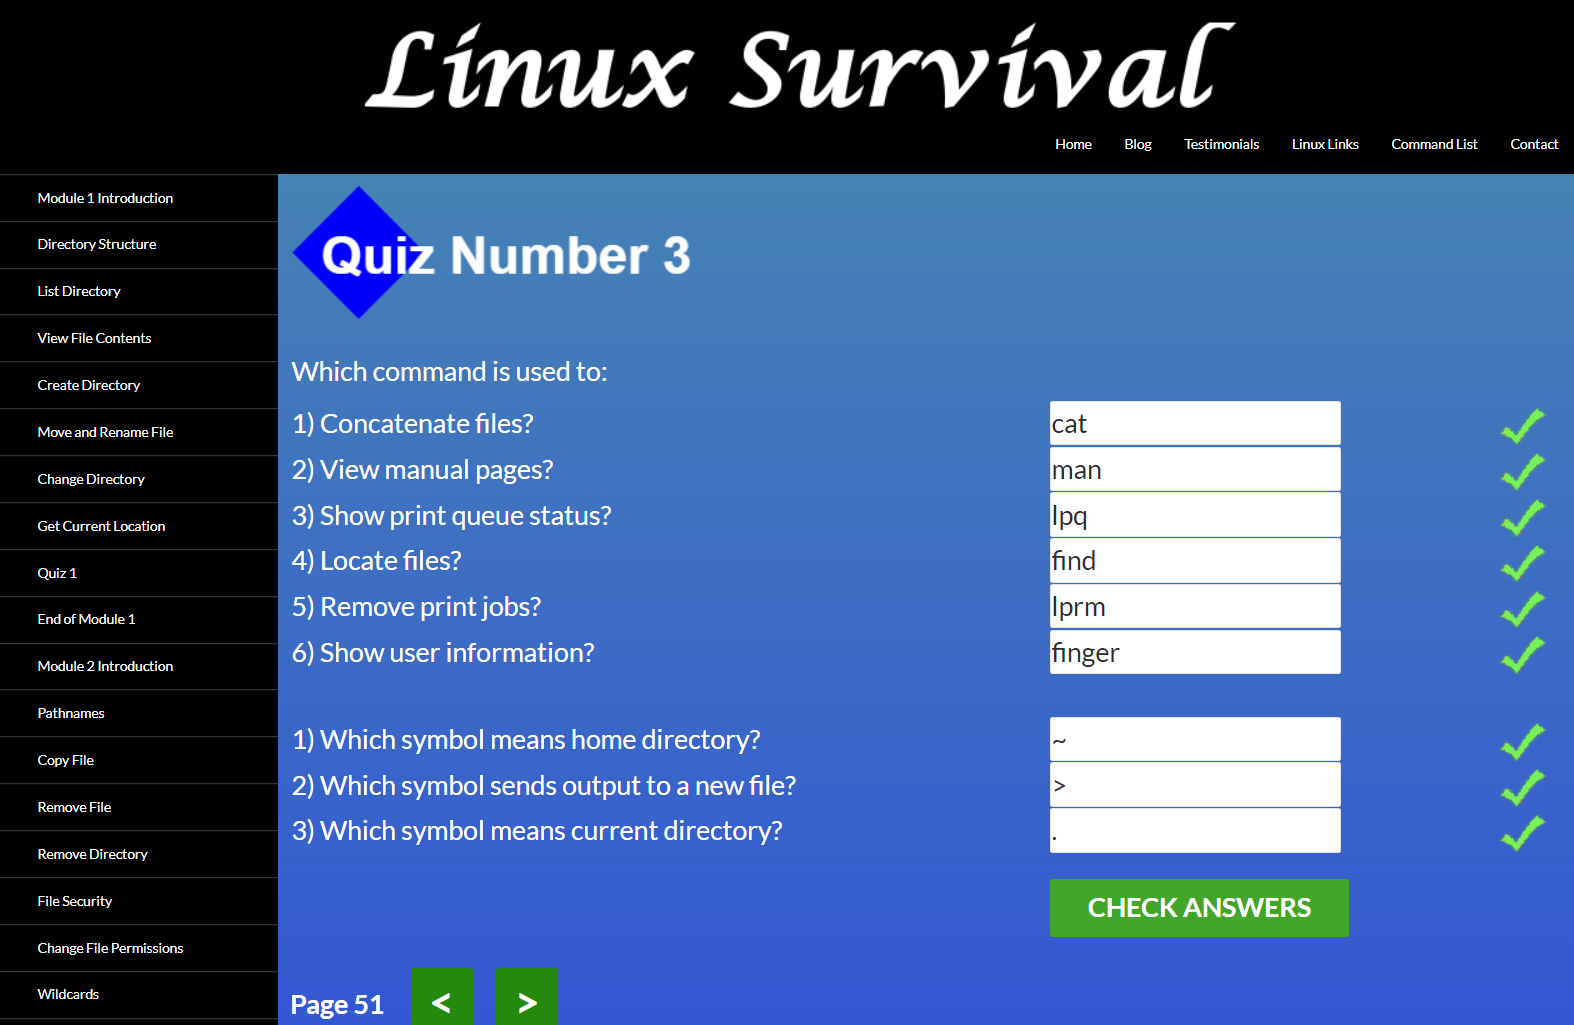 Linux Survival
Home Blog Testimonials Linux Links Command List Contact
Module 1 Introduction
Directory Structure
List Directory
View File Contents
Create Directory
Move and Rename File
Change Directory
Get Current Location
Quiz 1
End of Module 1
Module 2 Introduction
Pathnames
Copy File
Remove File
Remove Directory
File Security
Change File Permissions
Wildcards
Quiz Number 3
Which command is used to:
1) Concatenate files? cat
2) View manual pages? man
3) Show print queue status? lpq
4) Locate files? find
5) Remove print jobs? lprm
6) Show user information? finger
1) Which symbol means home directory? ~
2) Which symbol sends output to a new file? >
3) Which symbol means current directory? .
CHECK ANSWERS
Page 51 < >